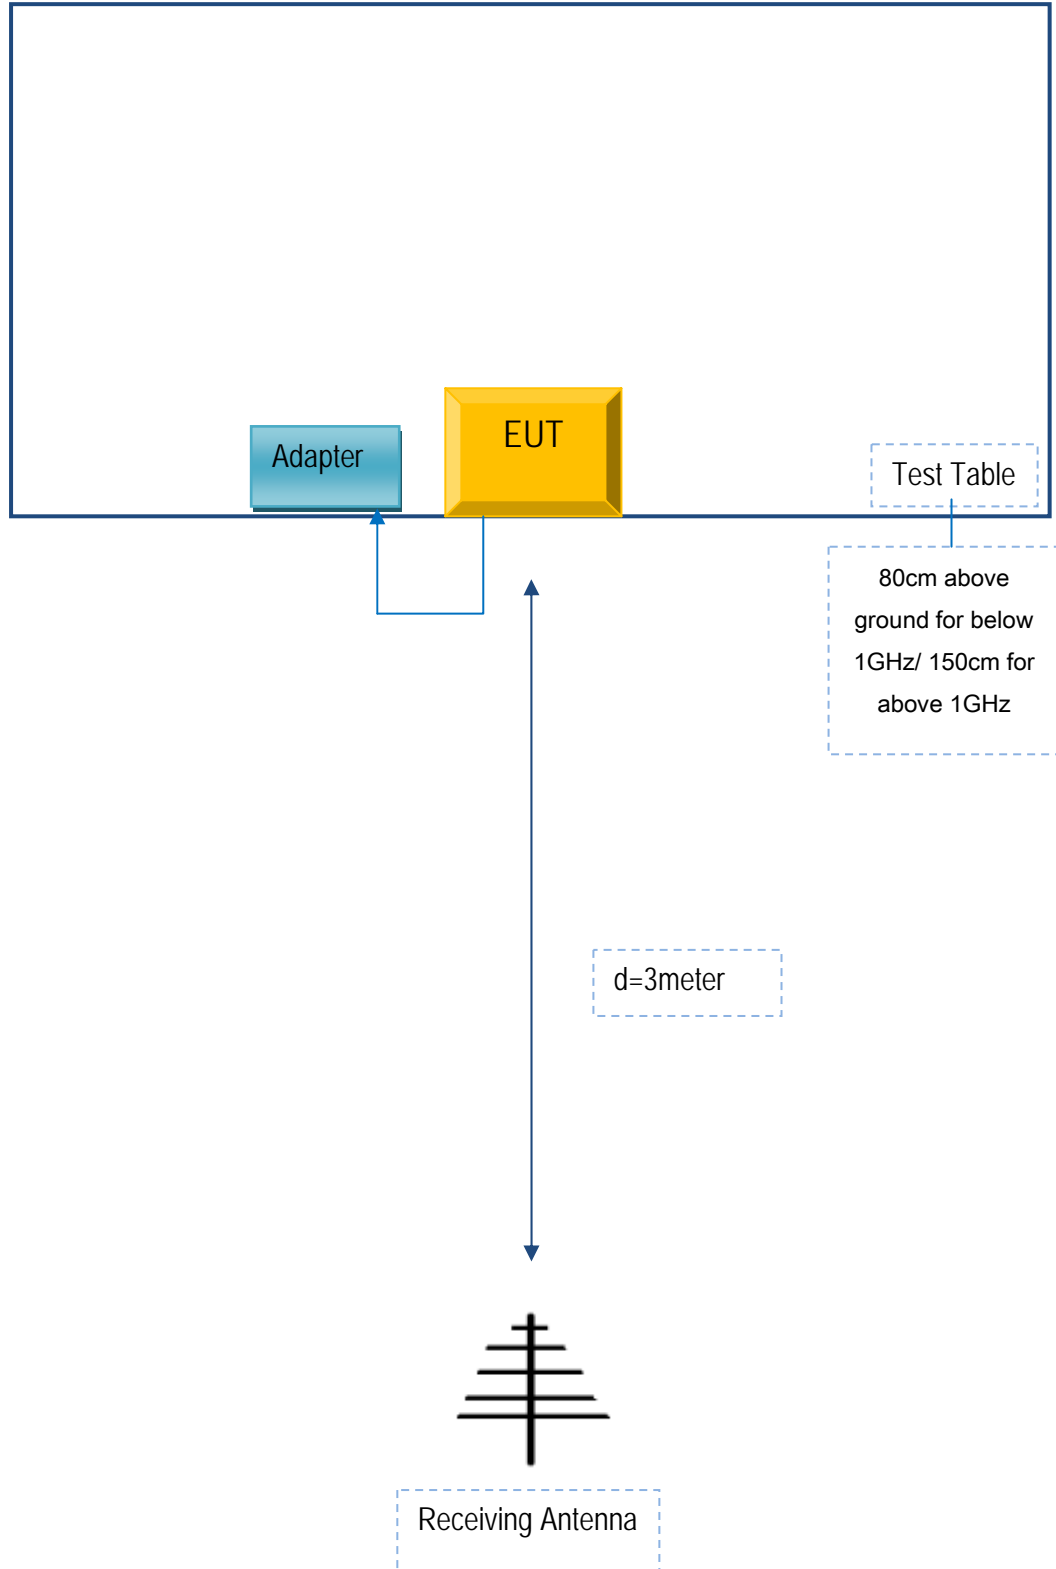 EUT
Adapter
Test Table
80cm above
ground for below
1GHz/ 150cm for
above 1GHz
d=3meter
Receiving Antenna